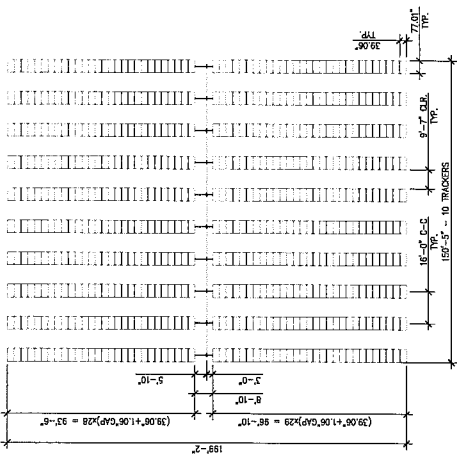 39.06"
TYP.
77.01"
TYP.
9'-7" CLR.
TYP.
150'-5" - 10 TRACKERS
16'-0" C-C
TYP.
5'-10"
3'-0"
8'-10"
(39.06"+1.06"GAP)x28 = 93'-6"
(39.06"+1.06"GAP)x29 = 96'-10"
199'-2"